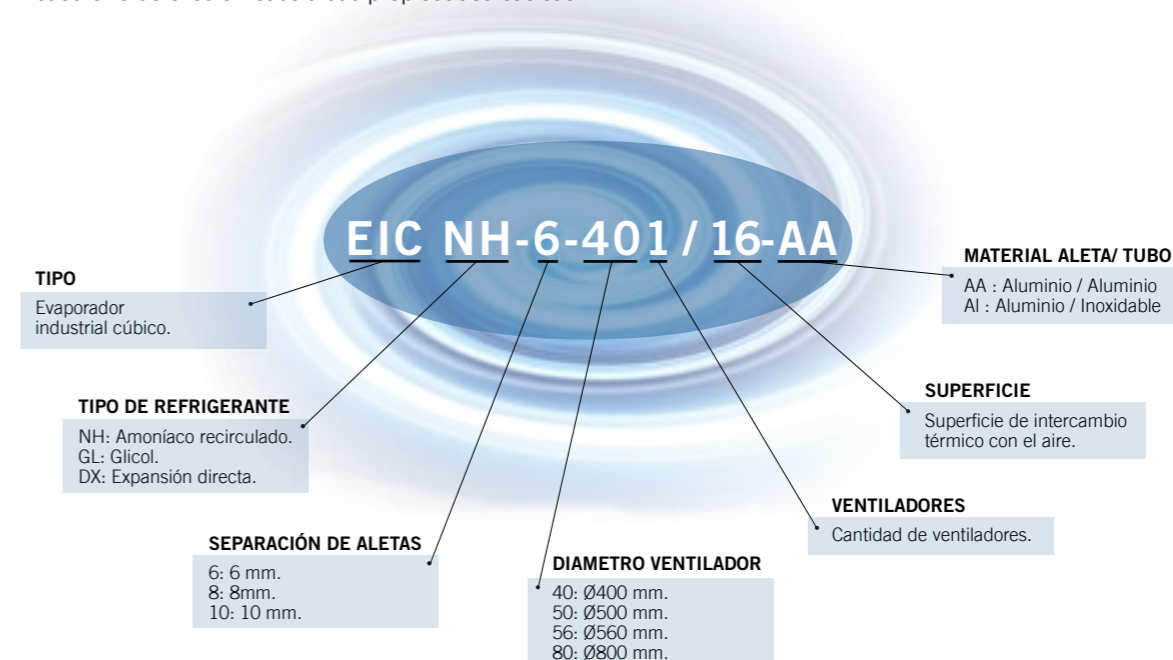 EIC NH-6-401 / 16-AA
TIPO
Evaporador
industrial cúbico.
MATERIAL ALETA/ TUBO
AA : Aluminio / Aluminio
AI : Aluminio / Inoxidable
TIPO DE REFRIGERANTE
NH: Amoníaco recirculado.
GL: Glicol.
DX: Expansión directa.
SUPERFICIE
Superficie de intercambio
térmico con el aire.
VENTILADORES
Cantidad de ventiladores.
SEPARACIÓN DE ALETAS
6: 6 mm.
8: 8mm.
10: 10 mm.
DIAMETRO VENTILADOR
40: Ø400 mm.
50: Ø500 mm.
56: Ø560 mm.
80: Ø800 mm.